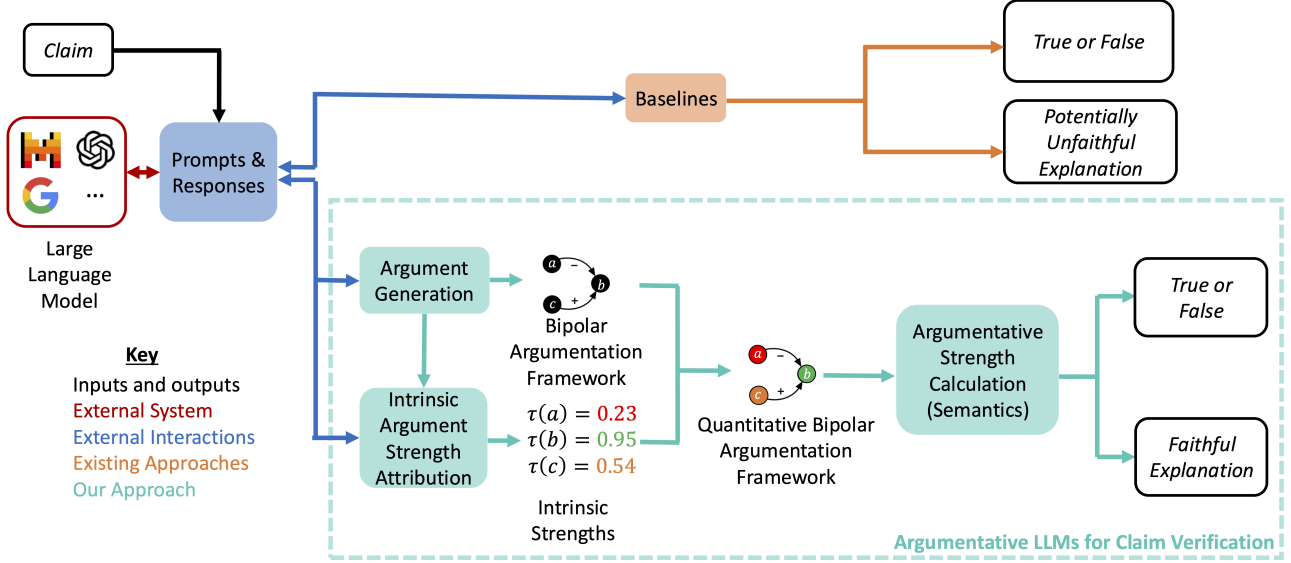 Claim
True or False
Baselines
Potentially
Unfaithful
Explanation
Prompts &
Responses
...
Large
Language
Model
Argument
Generation
a
−
b
c
+
Bipolar
Argumentation
Framework
Intrinsic
Argument
Strength
Attribution
τ(a) = 0.23
τ(b) = 0.95
τ(c) = 0.54
Intrinsic
Strengths
a
−
b
c
+
Quantitative Bipolar
Argumentation
Framework
Argumentative
Strength
Calculation
(Semantics)
True or
False
Faithful
Explanation
Key
Inputs and outputs
External System
External Interactions
Existing Approaches
Our Approach
Argumentative LLMs for Claim Verification